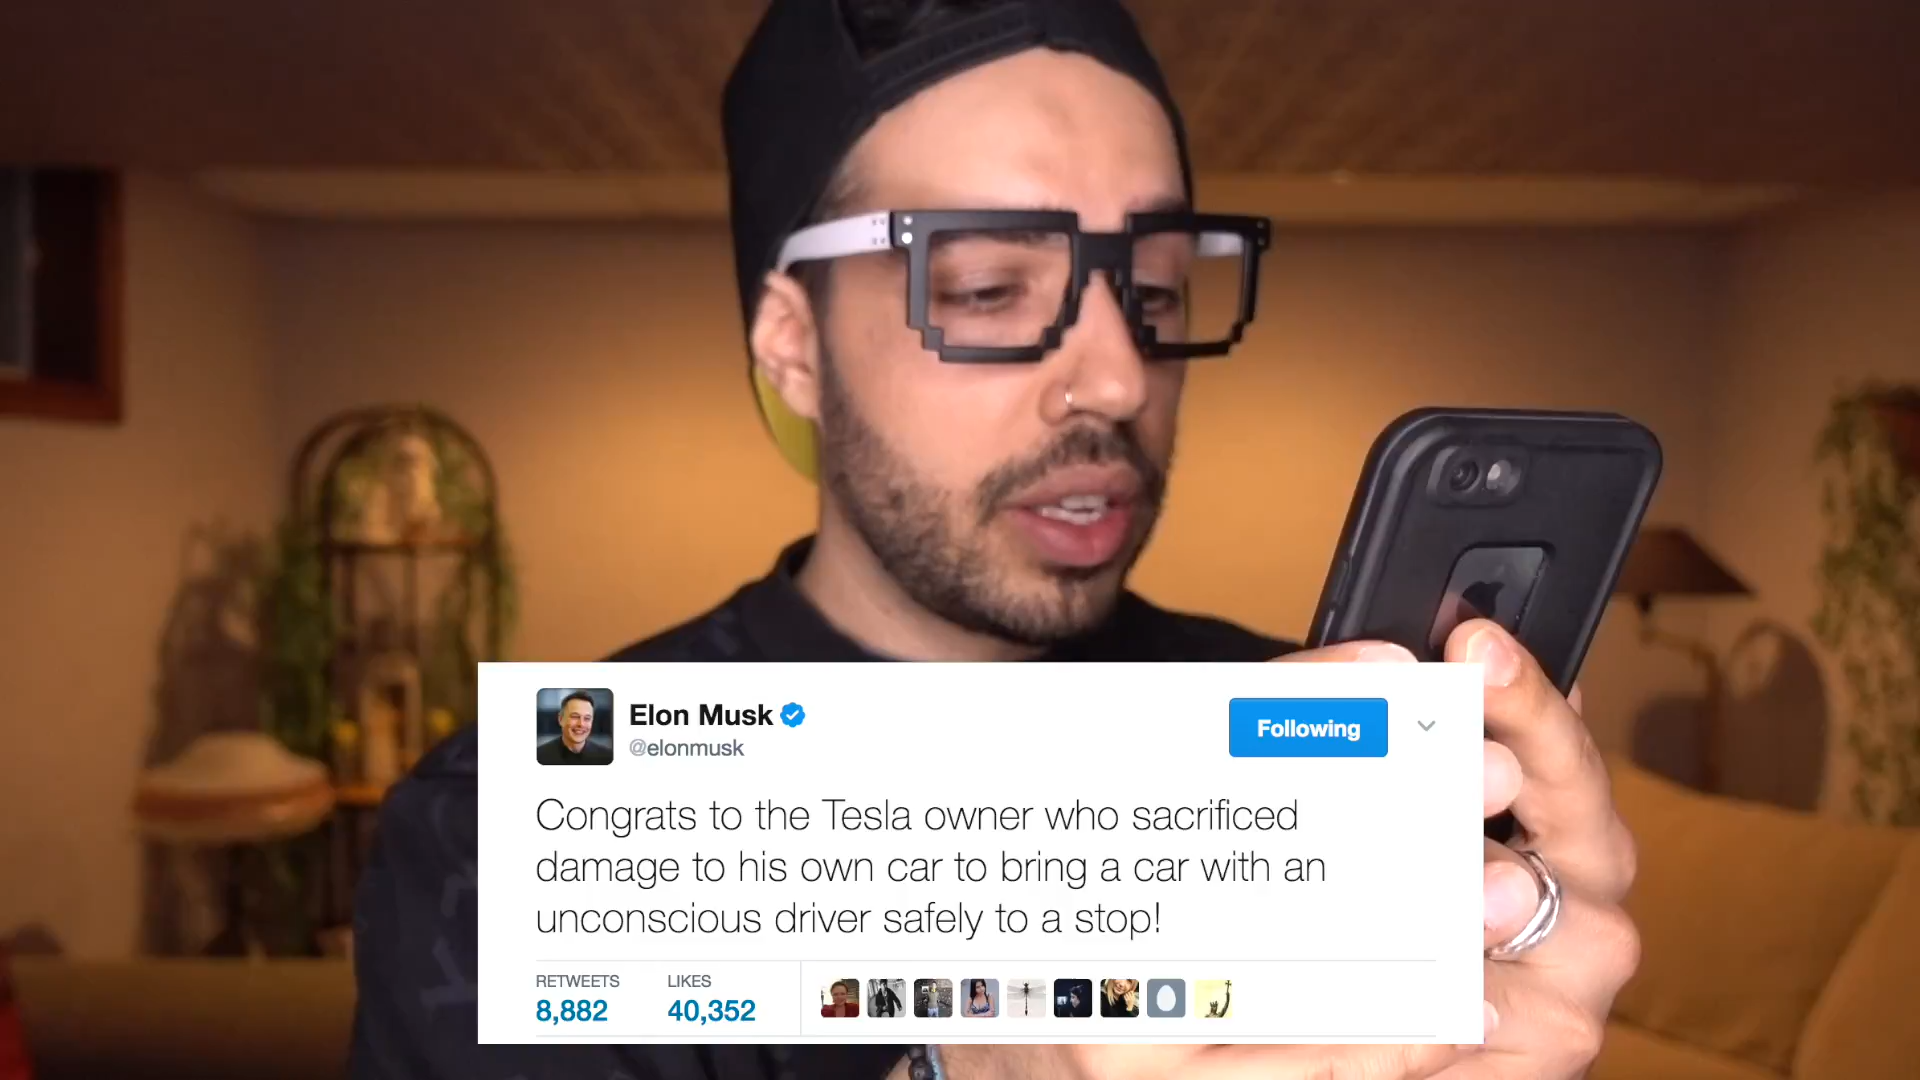 Elon Musk
@elonmusk
Following
Congrats to the Tesla owner who sacrificed
damage to his own car to bring a car with an
unconscious driver safely to a stop!
RETWEETS LIKES
8,882 40,352